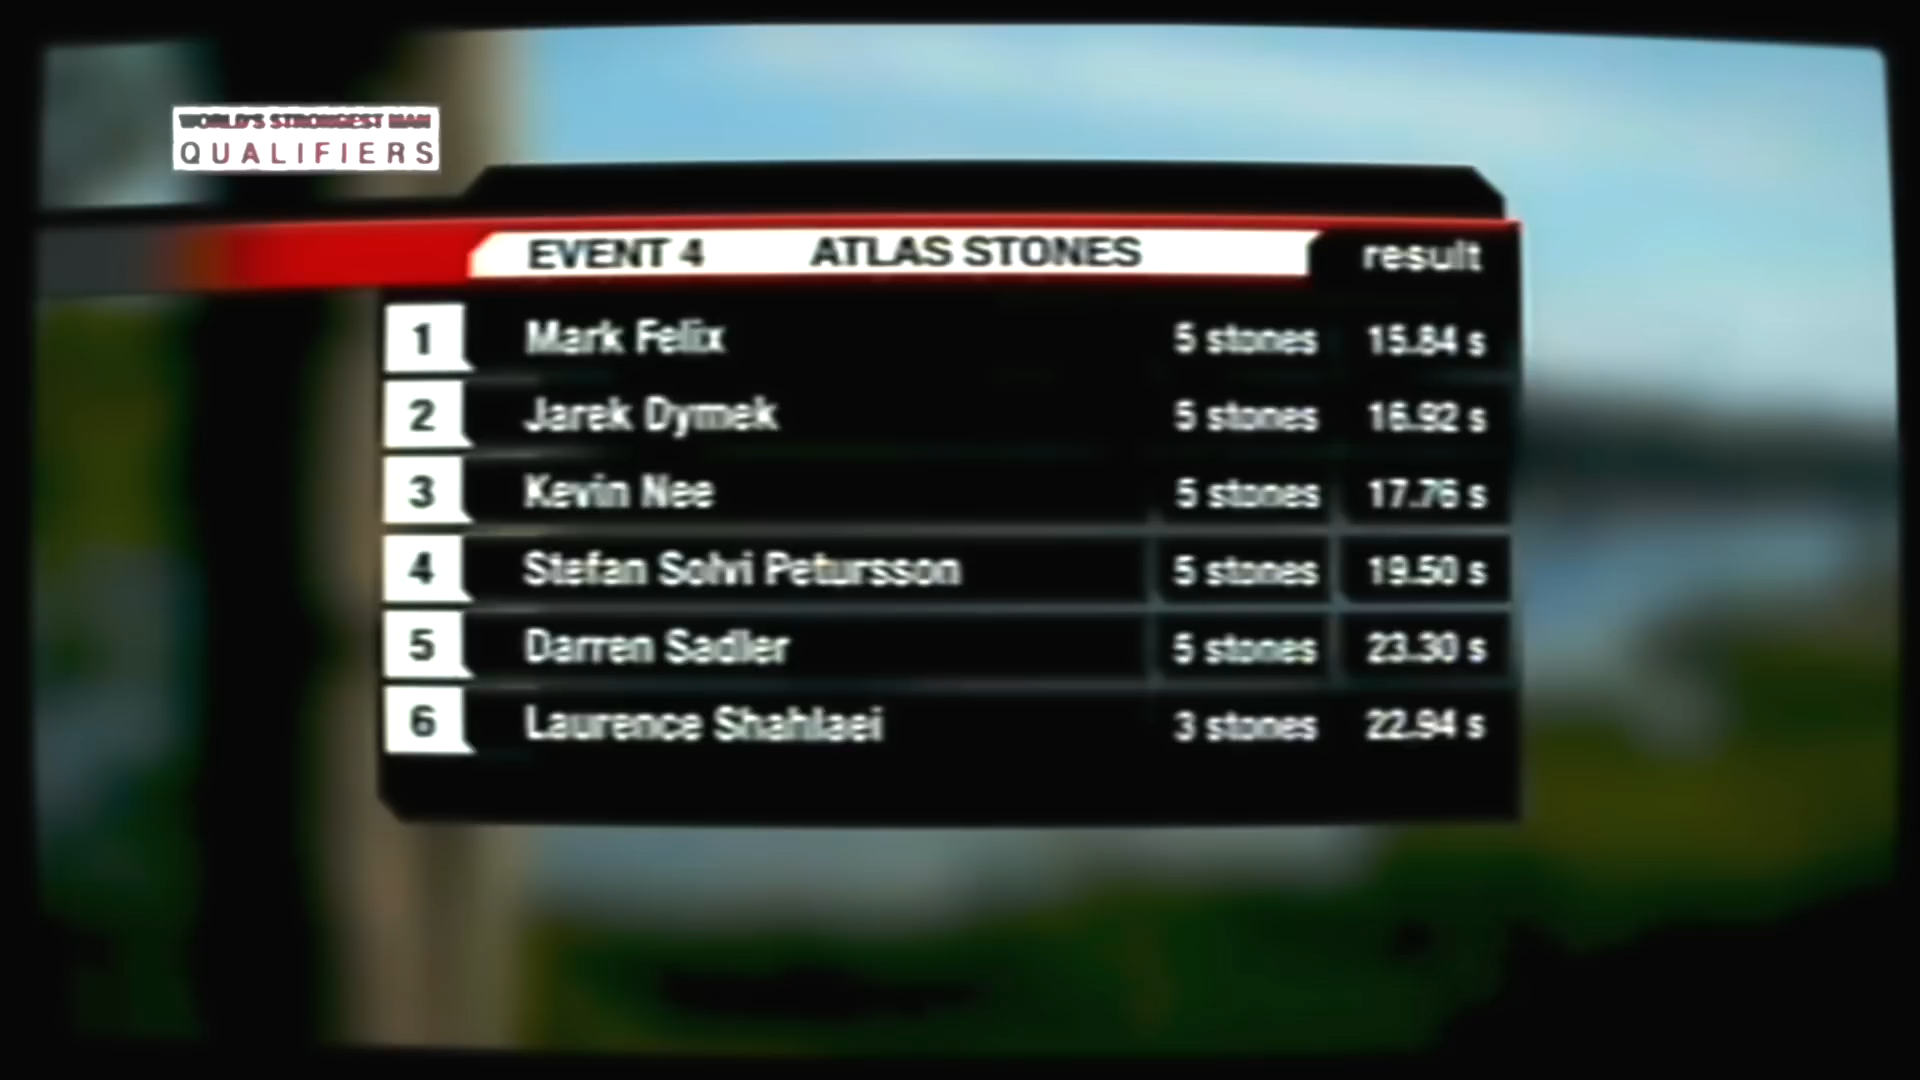 WORLD'S STRONGEST MAN
QUALIFIERS
EVENT 4 ATLAS STONES result
1 Mark Felix 5 stones 15.84 s
2 Jarek Dymek 5 stones 16.92 s
3 Kevin Nee 5 stones 17.76 s
4 Stefan Solvi Petursson 5 stones 19.50 s
5 Darren Sadler 5 stones 23.30 s
6 Laurence Shahlaei 3 stones 22.94 s